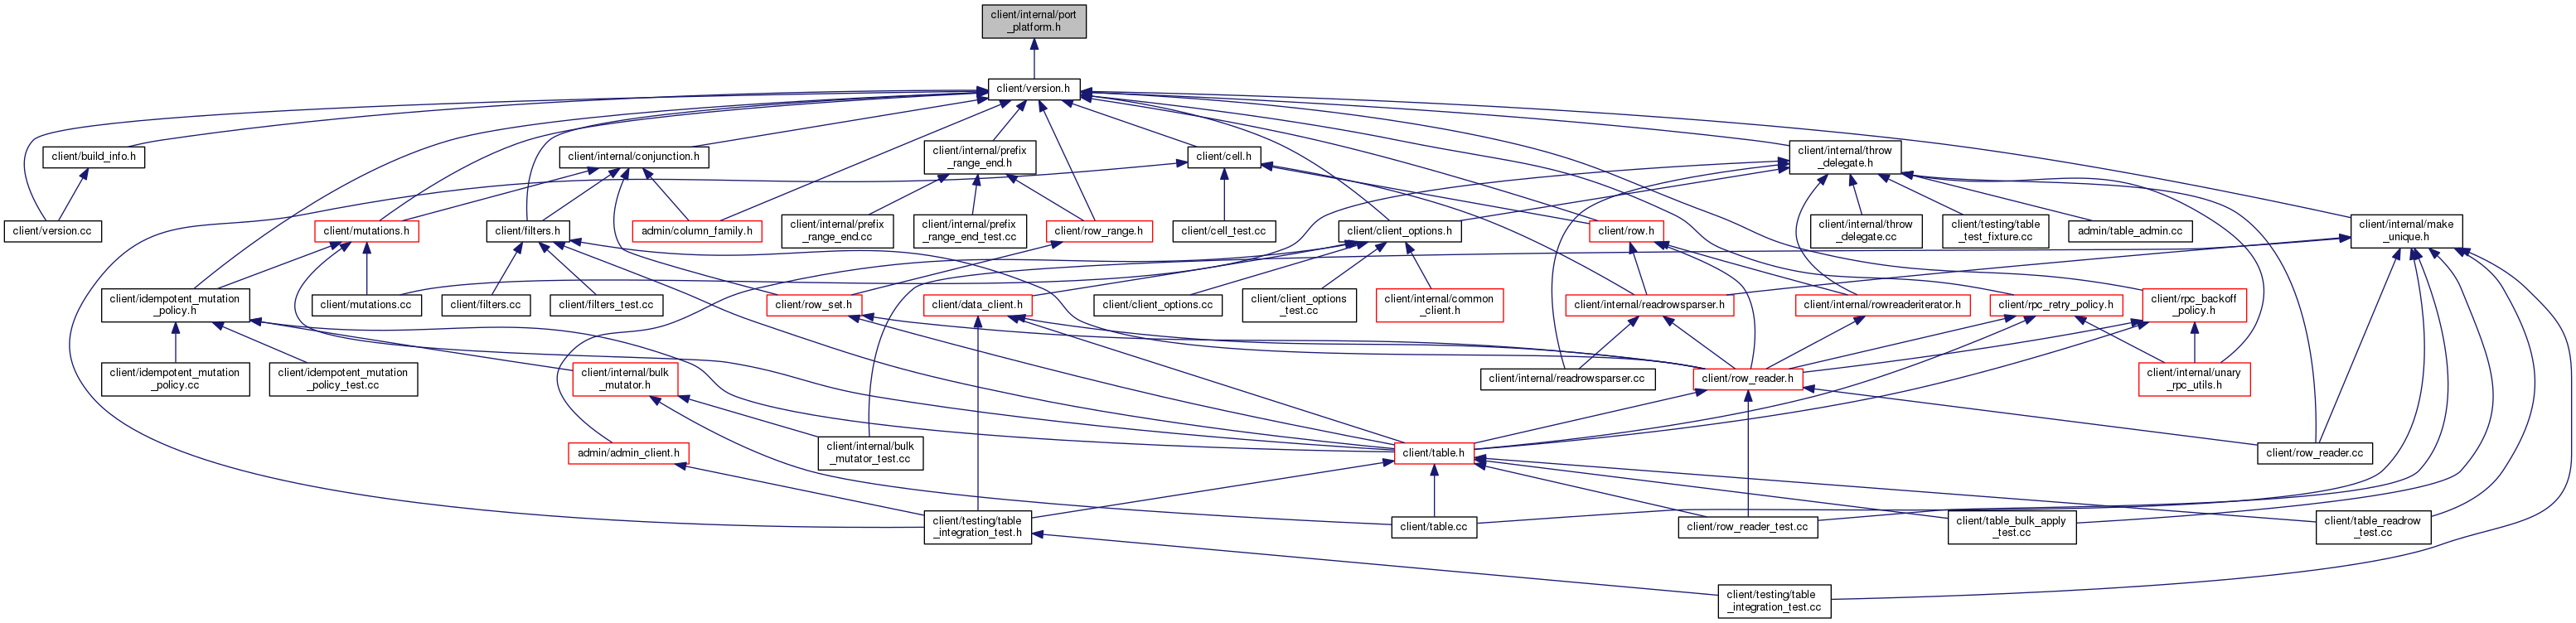 client/internal/port
_platform.h
client/version.h
client/build_info.h
client/internal/conjunction.h
client/internal/prefix
_range_end.h
client/cell.h
client/internal/throw
_delegate.h
client/version.cc
client/mutations.h
client/filters.h
admin/column_family.h
client/internal/prefix
_range_end.cc
client/internal/prefix
_range_end_test.cc
client/row_range.h
client/cell_test.cc
client/client_options.h
client/row.h
client/internal/throw
_delegate.cc
client/testing/table
_test_fixture.cc
admin/table_admin.cc
client/internal/make
_unique.h
client/idempotent_mutation
_policy.h
client/mutations.cc
client/filters.cc
client/filters_test.cc
client/row_set.h
client/data_client.h
client/client_options.cc
client/client_options
_test.cc
client/internal/common
_client.h
client/internal/readrowsparser.h
client/internal/rowreaderiterator.h
client/rpc_retry_policy.h
client/rpc_backoff
_policy.h
client/idempotent_mutation
_policy.cc
client/idempotent_mutation
_policy_test.cc
client/internal/bulk
_mutator.h
client/internal/readrowsparser.cc
client/row_reader.h
client/internal/unary
_rpc_utils.h
admin/admin_client.h
client/internal/bulk
_mutator_test.cc
client/table.h
client/row_reader.cc
client/testing/table
_integration_test.h
client/table.cc
client/row_reader_test.cc
client/table_bulk_apply
_test.cc
client/table_readrow
_test.cc
client/testing/table
_integration_test.cc